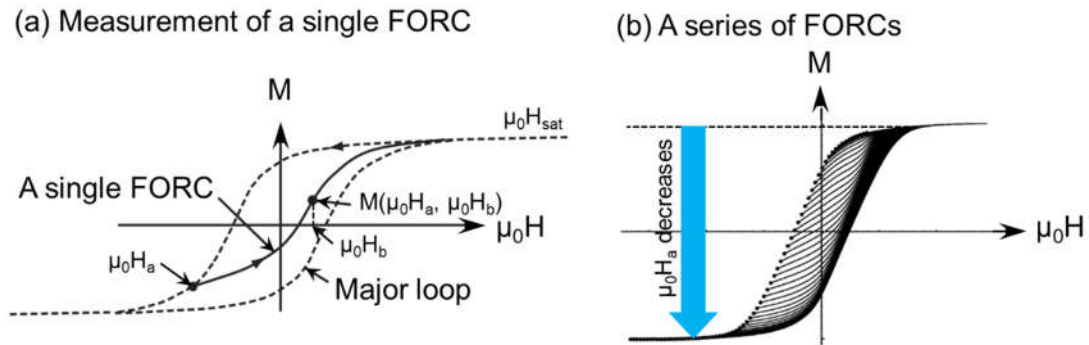 (a) Measurement of a single FORC
M
μ₀Hsat
A single FORC
M(μ₀Ha, μ₀Hb)
μ₀H
μ₀Ha
μ₀Hb
Major loop
(b) A series of FORCs
M
μ₀Ha decreases
μ₀H